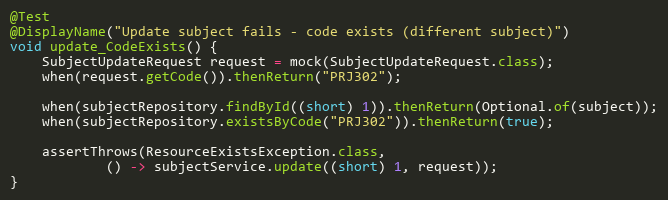 @Test
@DisplayName("Update subject fails - code exists (different subject)")
void update_CodeExists() {
    SubjectUpdateRequest request = mock(SubjectUpdateRequest.class);
    when(request.getCode()).thenReturn("PRJ302");

    when(subjectRepository.findById((short) 1)).thenReturn(Optional.of(subject));
    when(subjectRepository.existsByCode("PRJ302")).thenReturn(true);

    assertThrows(ResourceExistsException.class,
            () -> subjectService.update((short) 1, request));
}